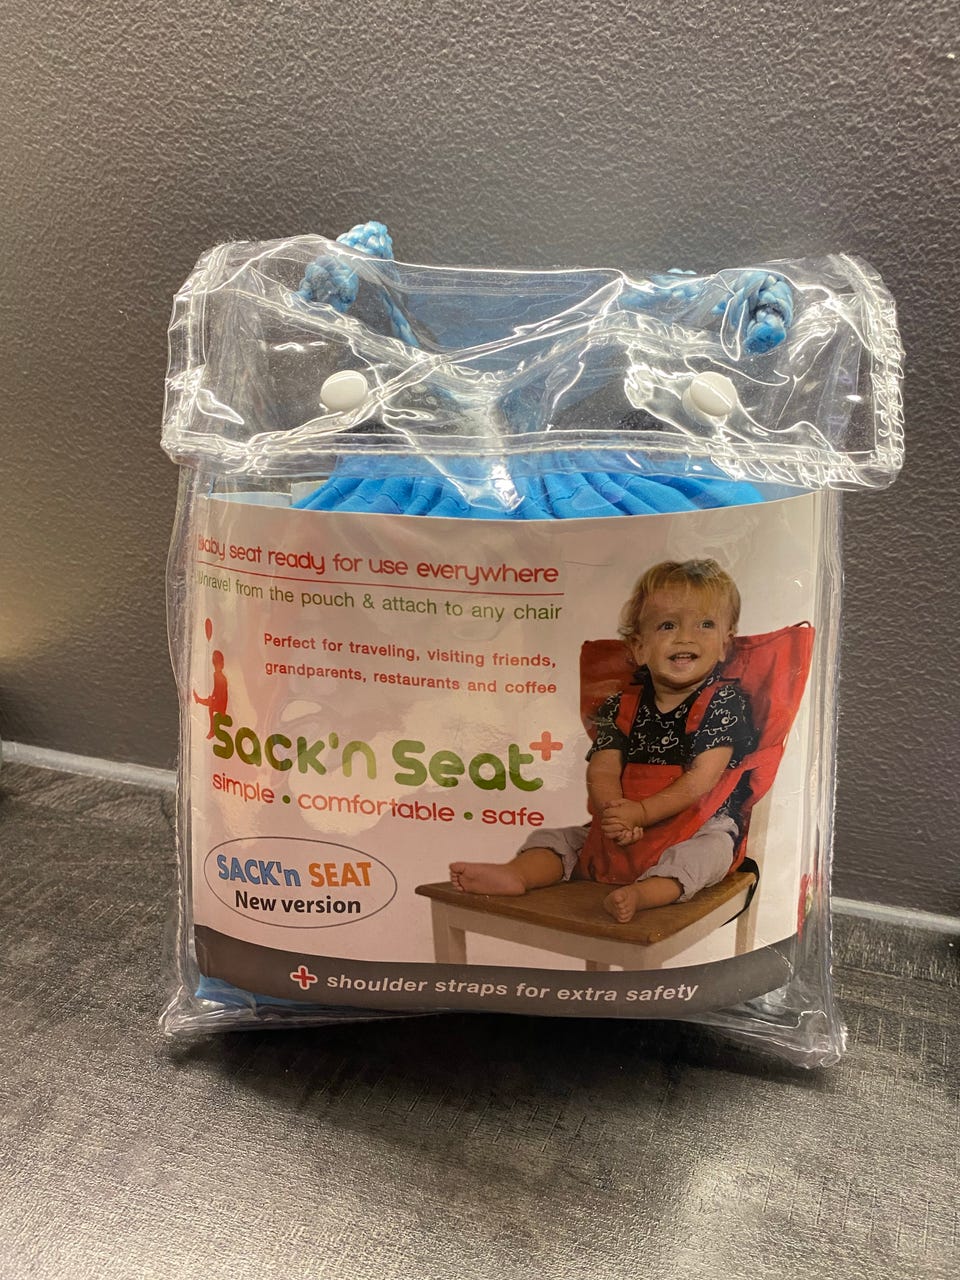 Baby seat ready for use everywhere
Unravel from the pouch & attach to any chair
Perfect for traveling, visiting friends,
grandparents, restaurants and coffee
Sack'n Seat+
simple • comfortable • safe
SACK'n SEAT
New version
+ shoulder straps for extra safety